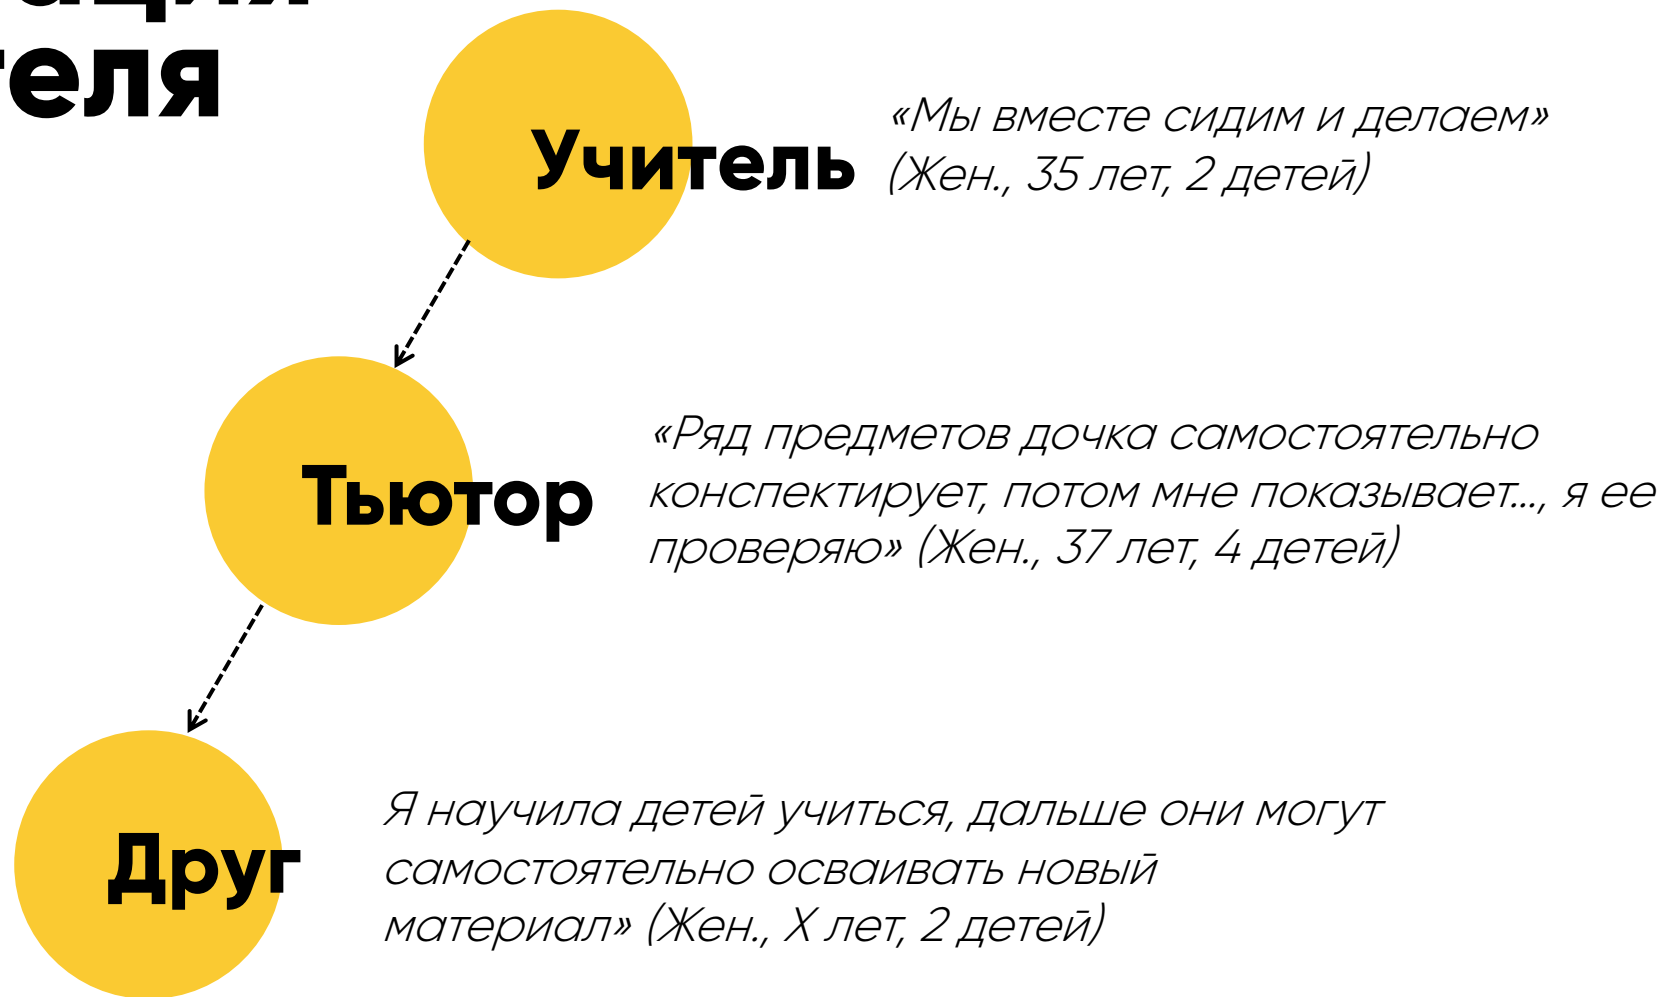 теля
Учитель
«Мы вместе сидим и делаем»
(Жен., 35 лет, 2 детей)
Тьютор
«Ряд предметов дочка самостоятельно
конспектирует, потом мне показывает..., я ее
проверяю» (Жен., 37 лет, 4 детей)
Друг
Я научила детей учиться, дальше они могут
самостоятельно осваивать новый
материал» (Жен., X лет, 2 детей)